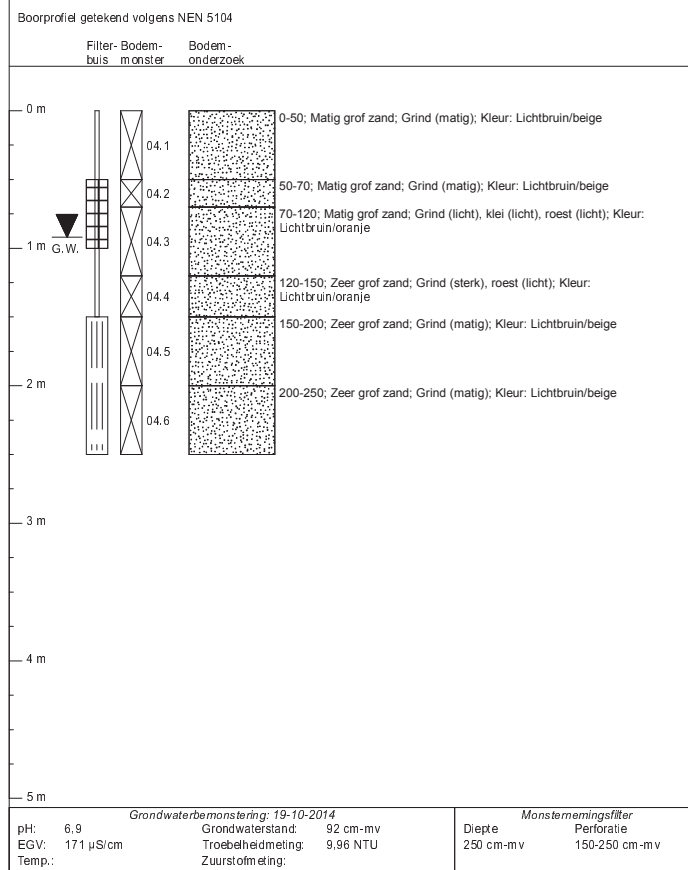 Boorprofiel getekend volgens NEN 5104
Filter- Bodem- Bodem-
buis monster onderzoek
0 m
0-50; Matig grof zand; Grind (matig); Kleur: Lichtbruin/beige
04.1
50-70; Matig grof zand; Grind (matig); Kleur: Lichtbruin/beige
04.2
70-120; Matig grof zand; Grind (licht), klei (licht), roest (licht); Kleur:
Lichtbruin/oranje
04.3
1 m
G.W.
120-150; Zeer grof zand; Grind (sterk), roest (licht); Kleur:
Lichtbruin/oranje
04.4
150-200; Zeer grof zand; Grind (matig); Kleur: Lichtbruin/beige
04.5
2 m
200-250; Zeer grof zand; Grind (matig); Kleur: Lichtbruin/beige
04.6
3 m
4 m
5 m
Grondwaterbemonstering: 19-10-2014
pH: 6,9 Grondwaterstand: 92 cm-mv
EGV: 171 µS/cm Troebelheidmeting: 9,96 NTU
Temp.: Zuurstofmeting:
Monsternemingsfilter
Diepte Perforatie
250 cm-mv 150-250 cm-mv